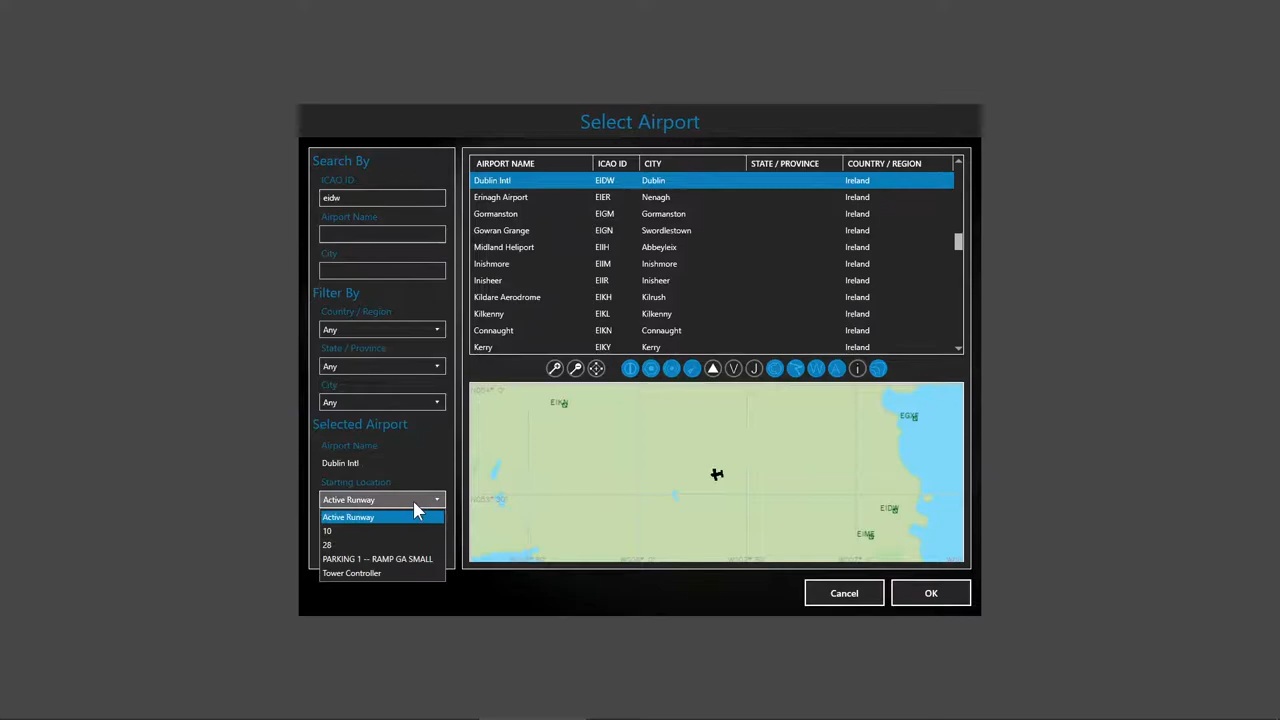 Select Airport
Search By
ICAO ID
eidw
Airport Name
City
Filter By
Country / Region
Any
State / Province
Any
City
Any
Selected Airport
Airport Name
Dublin Intl
Starting Location
Active Runway
Active Runway
10
28
PARKING 1 -- RAMP GA SMALL
Tower Controller
AIRPORT NAME ICAO ID CITY STATE / PROVINCE COUNTRY / REGION
Dublin Intl EIDW Dublin Ireland
Erinagh Airport EIER Nenagh Ireland
Gormanston EIGM Gormanston Ireland
Gowran Grange EIGN Swordlestown Ireland
Midland Heliport EIIH Abbeyleix Ireland
Inishmore EIIM Inishmore Ireland
Inisheer EIIR Inisheer Ireland
Kildare Aerodrome EIKH Kilrush Ireland
Kilkenny EIKL Kilkenny Ireland
Connaught EIKN Connaught Ireland
Kerry EIKY Kerry Ireland
V J R W A i
EIKN
EIDW
EIME
Cancel OK